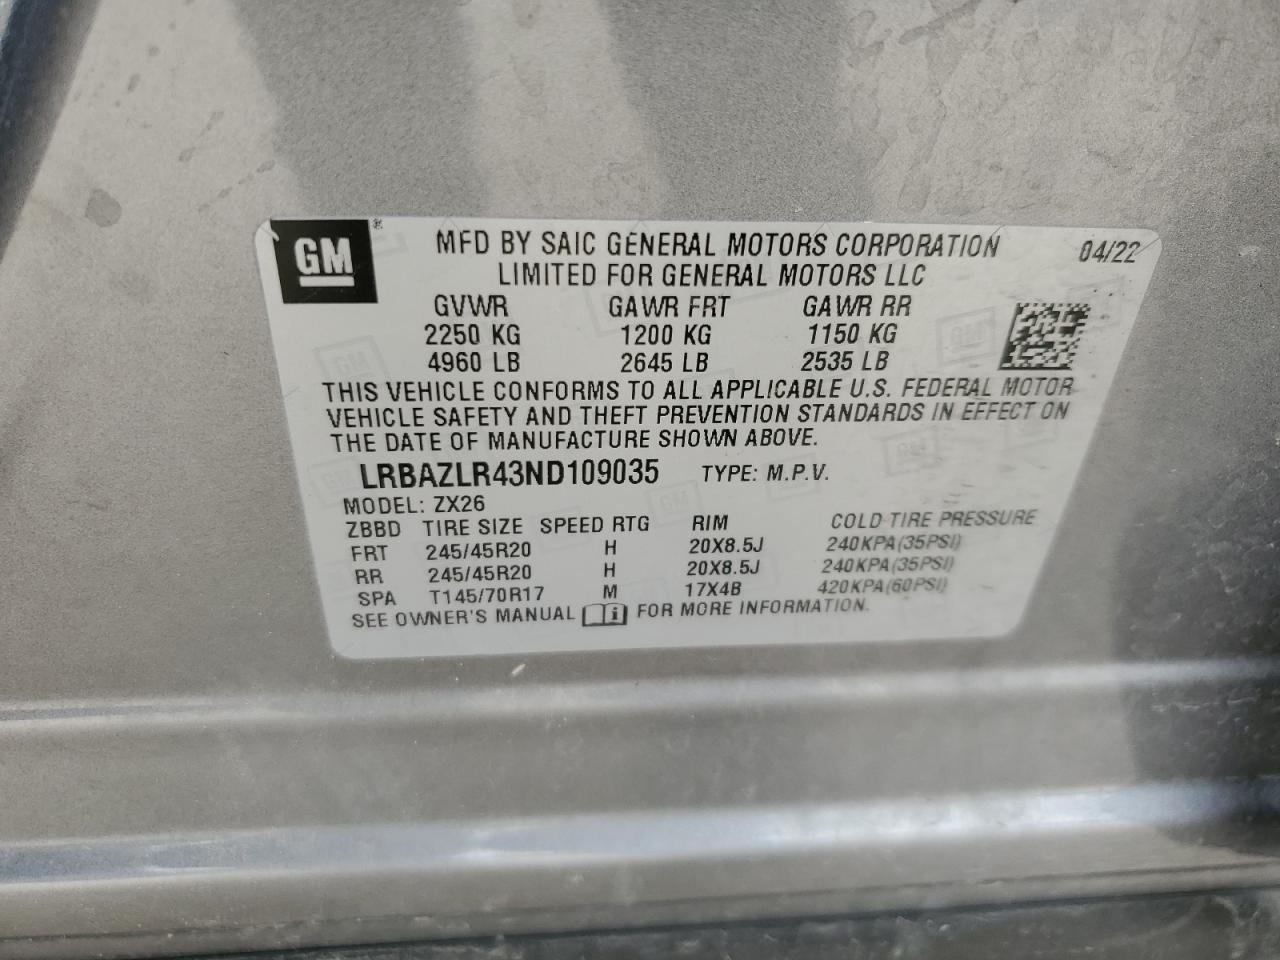 GM ® MFD BY SAIC GENERAL MOTORS CORPORATION 04/22
LIMITED FOR GENERAL MOTORS LLC
GVWR GAWR FRT GAWR RR
2250 KG 1200 KG 1150 KG
4960 LB 2645 LB 2535 LB
THIS VEHICLE CONFORMS TO ALL APPLICABLE U.S. FEDERAL MOTOR
VEHICLE SAFETY AND THEFT PREVENTION STANDARDS IN EFFECT ON
THE DATE OF MANUFACTURE SHOWN ABOVE.
LRBAZLR43ND109035 TYPE: M.P.V.
MODEL: ZX26
ZBBD TIRE SIZE SPEED RTG RIM COLD TIRE PRESSURE
FRT 245/45R20 H 20X8.5J 240KPA(35PSI)
RR 245/45R20 H 20X8.5J 240KPA(35PSI)
SPA T145/70R17 M 17X4B 420KPA(60PSI)
SEE OWNER'S MANUAL i FOR MORE INFORMATION.